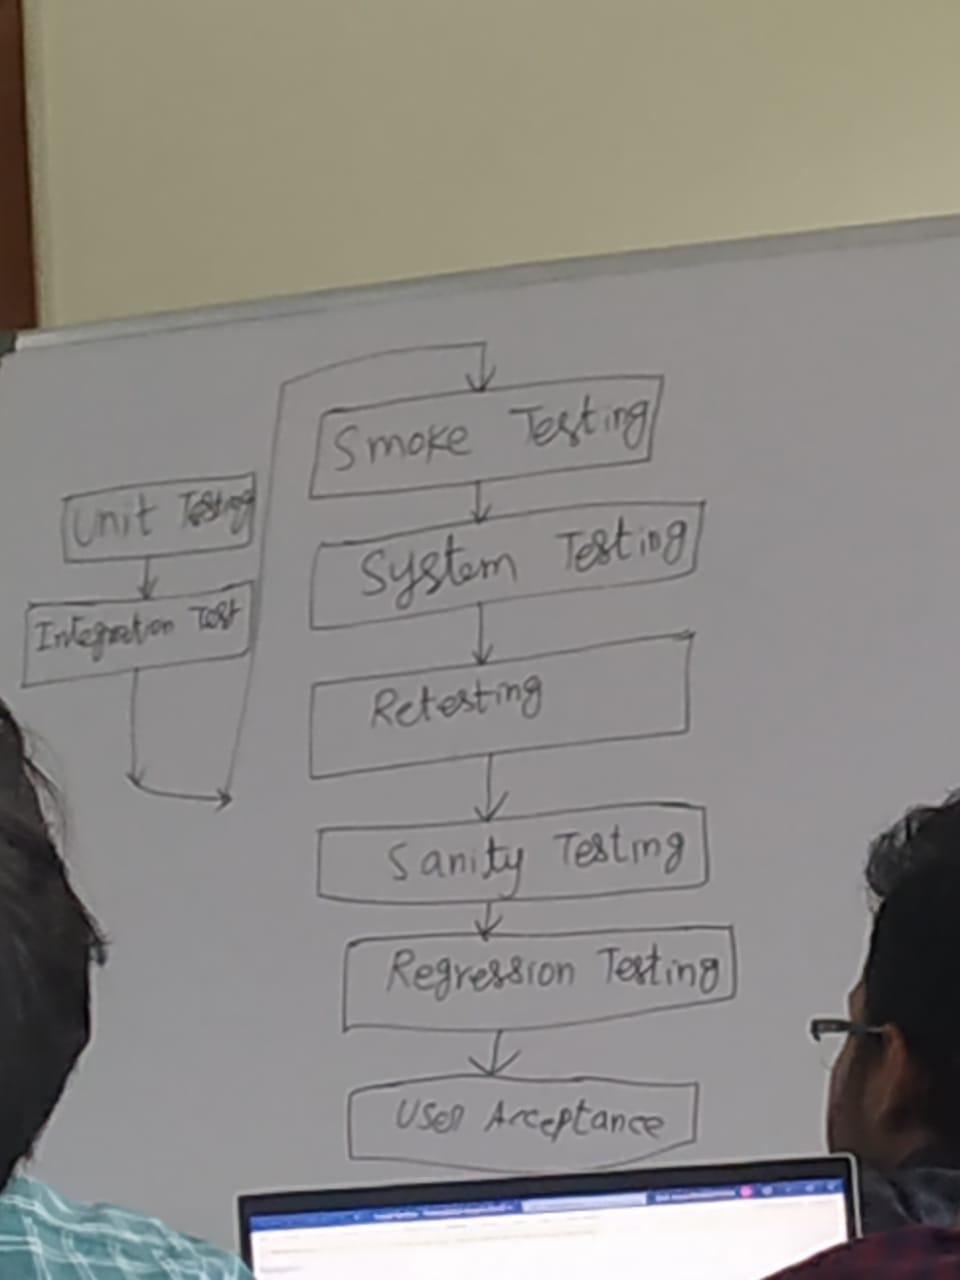 Unit Testing
Integration Test
Smoke Testing
System Testing
Retesting
Sanity Testing
Regression Testing
User Acceptance